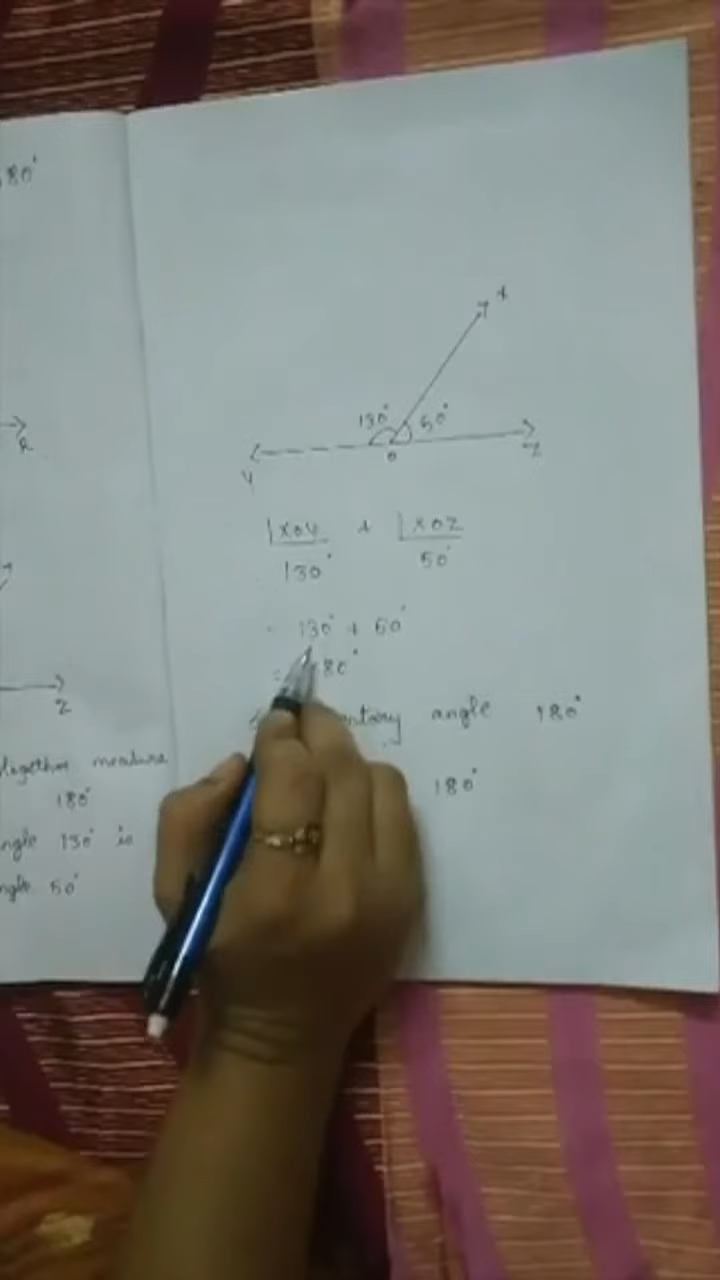 180°
R
Z
together measure
180°
angle 130° is
angle 50°
X
130° 50°
Y O Z
∠XOY + ∠XOZ
130° 50°
= 130° + 50°
= 180°
angle 180°
180°